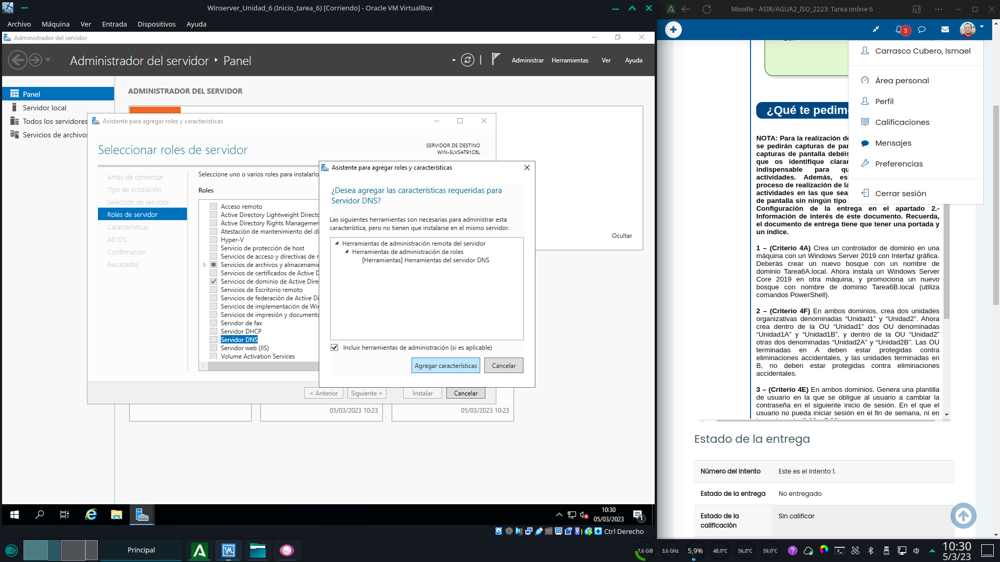 Winserver_Unidad_6 (Inicio_tarea_6) [Corriendo] - Oracle VM VirtualBox
Archivo Máquina Ver Entrada Dispositivos Ayuda
Administrador del servidor
Administrador del servidor ‣ Panel
Administrar Herramientas Ver Ayuda
Panel
Servidor local
Todos los servidores
Servicios de archivos
ADMINISTRADOR DEL SERVIDOR
Ocultar
Asistente para agregar roles y características
Seleccionar roles de servidor
SERVIDOR DE DESTINO
WIN-5LVSAT91C6L
Antes de comenzar
Tipo de instalación
Selección de servidor
Roles de servidor
Características
AD DS
Confirmación
Resultados
Seleccione uno o varios roles para instalarlo
Roles
Acceso remoto
Active Directory Lightweight Directo
Active Directory Rights Managemen
Atestación de mantenimiento del di
Hyper-V
Servicio de protección de host
Servicios de acceso y directivas de r
Servicios de archivos y almacenamie
Servicios de certificados de Active D
Servicios de dominio de Active Dire
Servicios de Escritorio remoto
Servicios de federación de Active Di
Servicios de implementación de Wir
Servicios de impresión y documento
Servidor de fax
Servidor DHCP
Servidor DNS
Servidor web (IIS)
Volume Activation Services
< Anterior Siguiente > Instalar Cancelar
05/03/2023 10:23
05/03/2023 10:23
Asistente para agregar roles y características
¿Desea agregar las características requeridas para
Servidor DNS?
Las siguientes herramientas son necesarias para administrar esta
característica, pero no tienen que instalarse en el mismo servidor.
Herramientas de administración remota del servidor
Herramientas de administración de roles
[Herramientas] Herramientas del servidor DNS
Incluir herramientas de administración (si es aplicable)
Agregar características Cancelar
10:30
05/03/2023
1
Ctrl Derecho
Moodle - ASIR/AGUA2_ISO_2223: Tarea online 6
3
Carrasco Cubero, Ismael
Área personal
Perfil
Calificaciones
Mensajes
Preferencias
Cerrar sesión
¿Qué te pedim
NOTA: Para la realización de
se pedirán capturas de pan
capturas de pantalla debéis
que os identifique claram
indispensable para qu
actividades. Además, es
proceso de realización de la
actividades en las que sea
de pantalla sin ningún tipo
Configuración de la entrega en el apartado 2.-
Información de interés de este documento. Recuerda,
el documento de entrega tiene que tener una portada y
un índice.
1 – (Criterio 4A) Crea un controlador de dominio en una
máquina con un Windows Server 2019 con Interfaz gráfica.
Deberás crear un nuevo bosque con un nombre de
dominio Tarea6A.local. Ahora instala un Windows Server
Core 2019 en otra máquina, y promociona un nuevo
bosque con nombre de dominio Tarea6B.local (utiliza
comandos PowerShell).
2 – (Criterio 4F) En ambos dominios, crea dos unidades
organizativas denominadas “Unidad1” y “Unidad2”. Ahora
crea dentro de la OU “Unidad1” dos OU denominadas
“Unidad1A” y “Unidad1B”, y dentro de la OU “Unidad2”
otras dos denominadas “Unidad2A” y “Unidad2B”. Las OU
terminadas en A deben estar protegidas contra
eliminaciones accidentales, y las unidades terminadas en
B, no deben estar protegidas contra eliminaciones
accidentales.
3 – (Criterio 4E) En ambos dominios. Genera una plantilla
de usuario en la que se obligue al usuario a cambiar la
contraseña en el siguiente inicio de sesión. En el que el
usuario no pueda iniciar sesión en el fin de semana, ni en
Estado de la entrega
Número del intento Este es el intento 1.
Estado de la entrega No entregado
Estado de la Sin calificar
calificación
Principal
7,6 GiB 3,6 GHz 5,9% 48,0°C 56,0°C 59,0°C
10:30
5/3/23